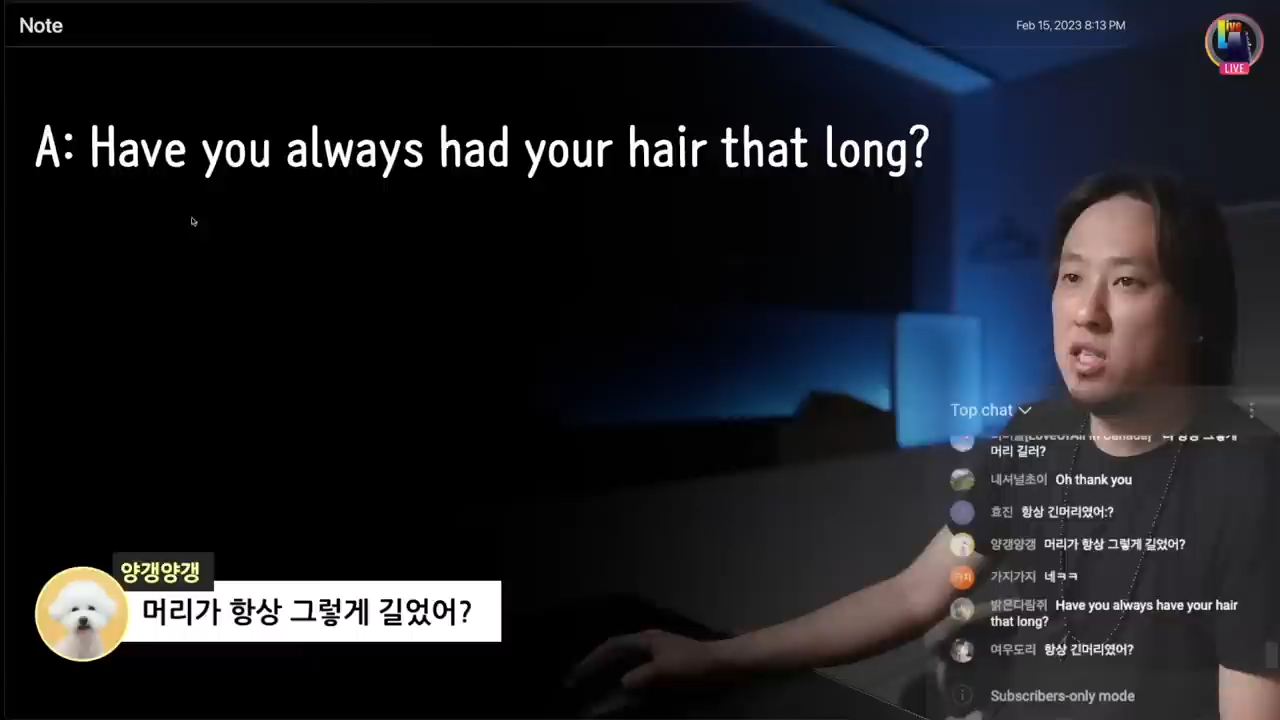 Note
Feb 15, 2023 8:13 PM
Live
LIVE
A: Have you always had your hair that long?
Top chat
머리 길러?
내셔널초이 Oh thank you
효진 항상 긴머리였어:?
양갱양갱 머리가 항상 그렇게 길었어?
가지가지 네ㅋㅋ
밝은다람쥐 Have you always have your hair
that long?
여우도리 항상 긴머리였어?
Subscribers-only mode
양갱양갱
머리가 항상 그렇게 길었어?